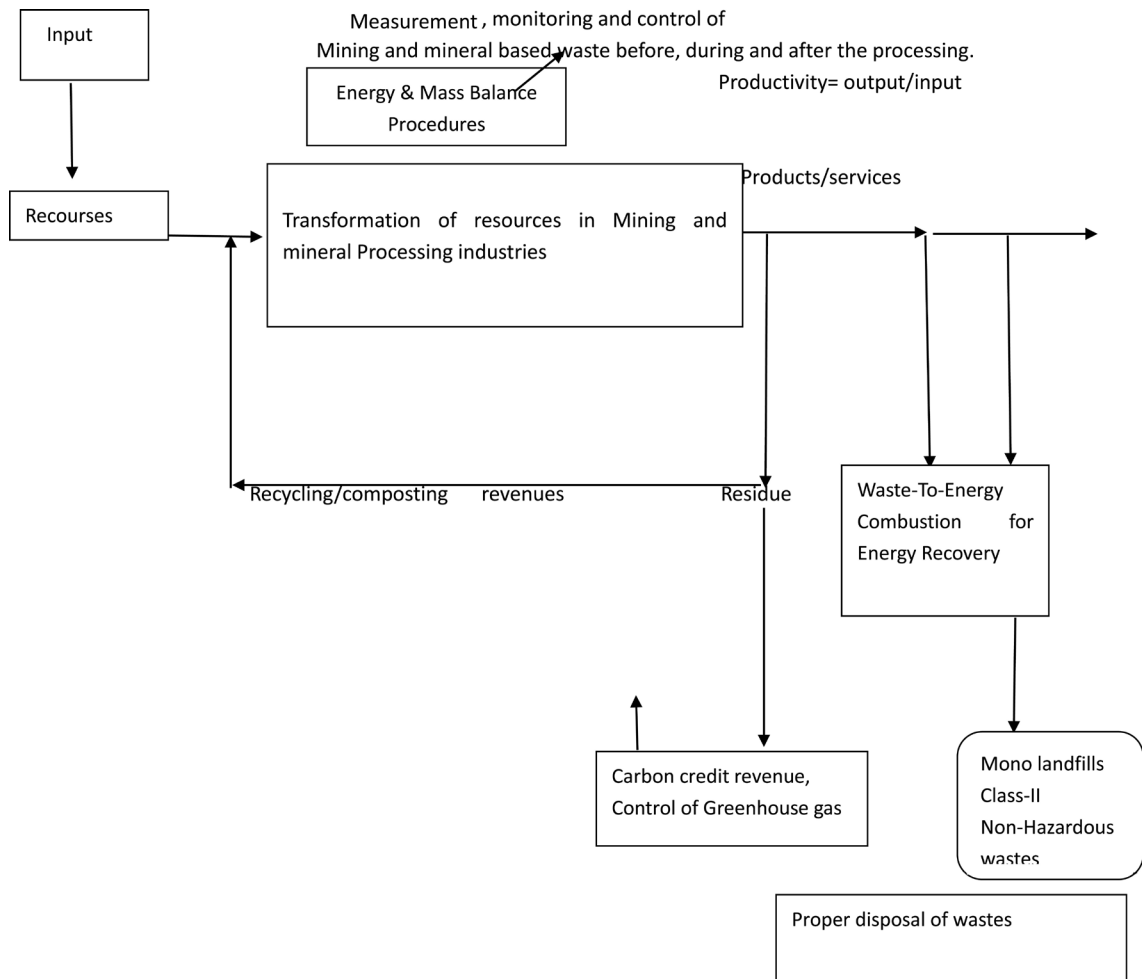 Input
Measurement, monitoring and control of
Mining and mineral based waste before, during and after the processing.
Productivity= output/input
Energy & Mass Balance
Procedures
Recourses
Products/services
Transformation of resources in Mining and
mineral Processing industries
Recycling/composting revenues Residue
Waste-To-Energy
Combustion for
Energy Recovery
Carbon credit revenue,
Control of Greenhouse gas
Mono landfills
Class-II
Non-Hazardous
wastes
Proper disposal of wastes